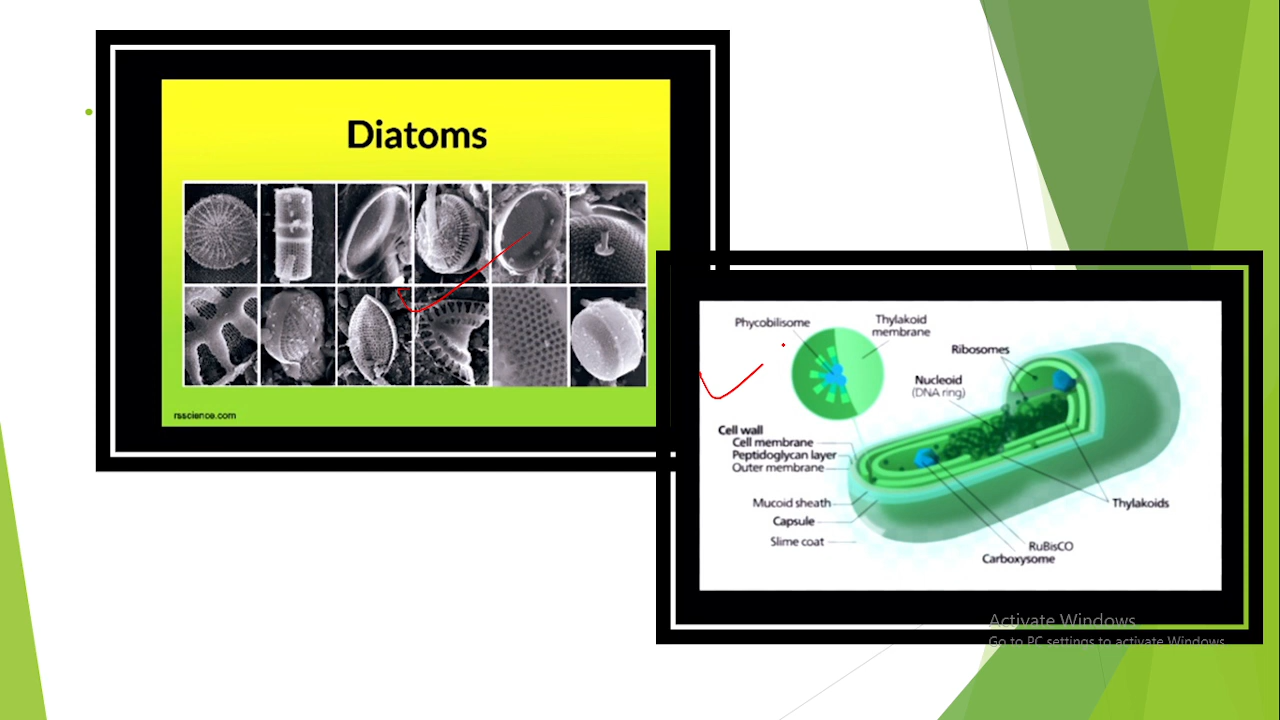 Diatoms
rsscience.com
Phycobilisome
Thylakoid
membrane
Ribosomes
Nucleoid
(DNA ring)
Cell wall
Cell membrane
Peptidoglycan layer
Outer membrane
Mucoid sheath
Capsule
Slime coat
Thylakoids
RuBisCO
Carboxysome
Activate Windows
Go to PC settings to activate Windows.